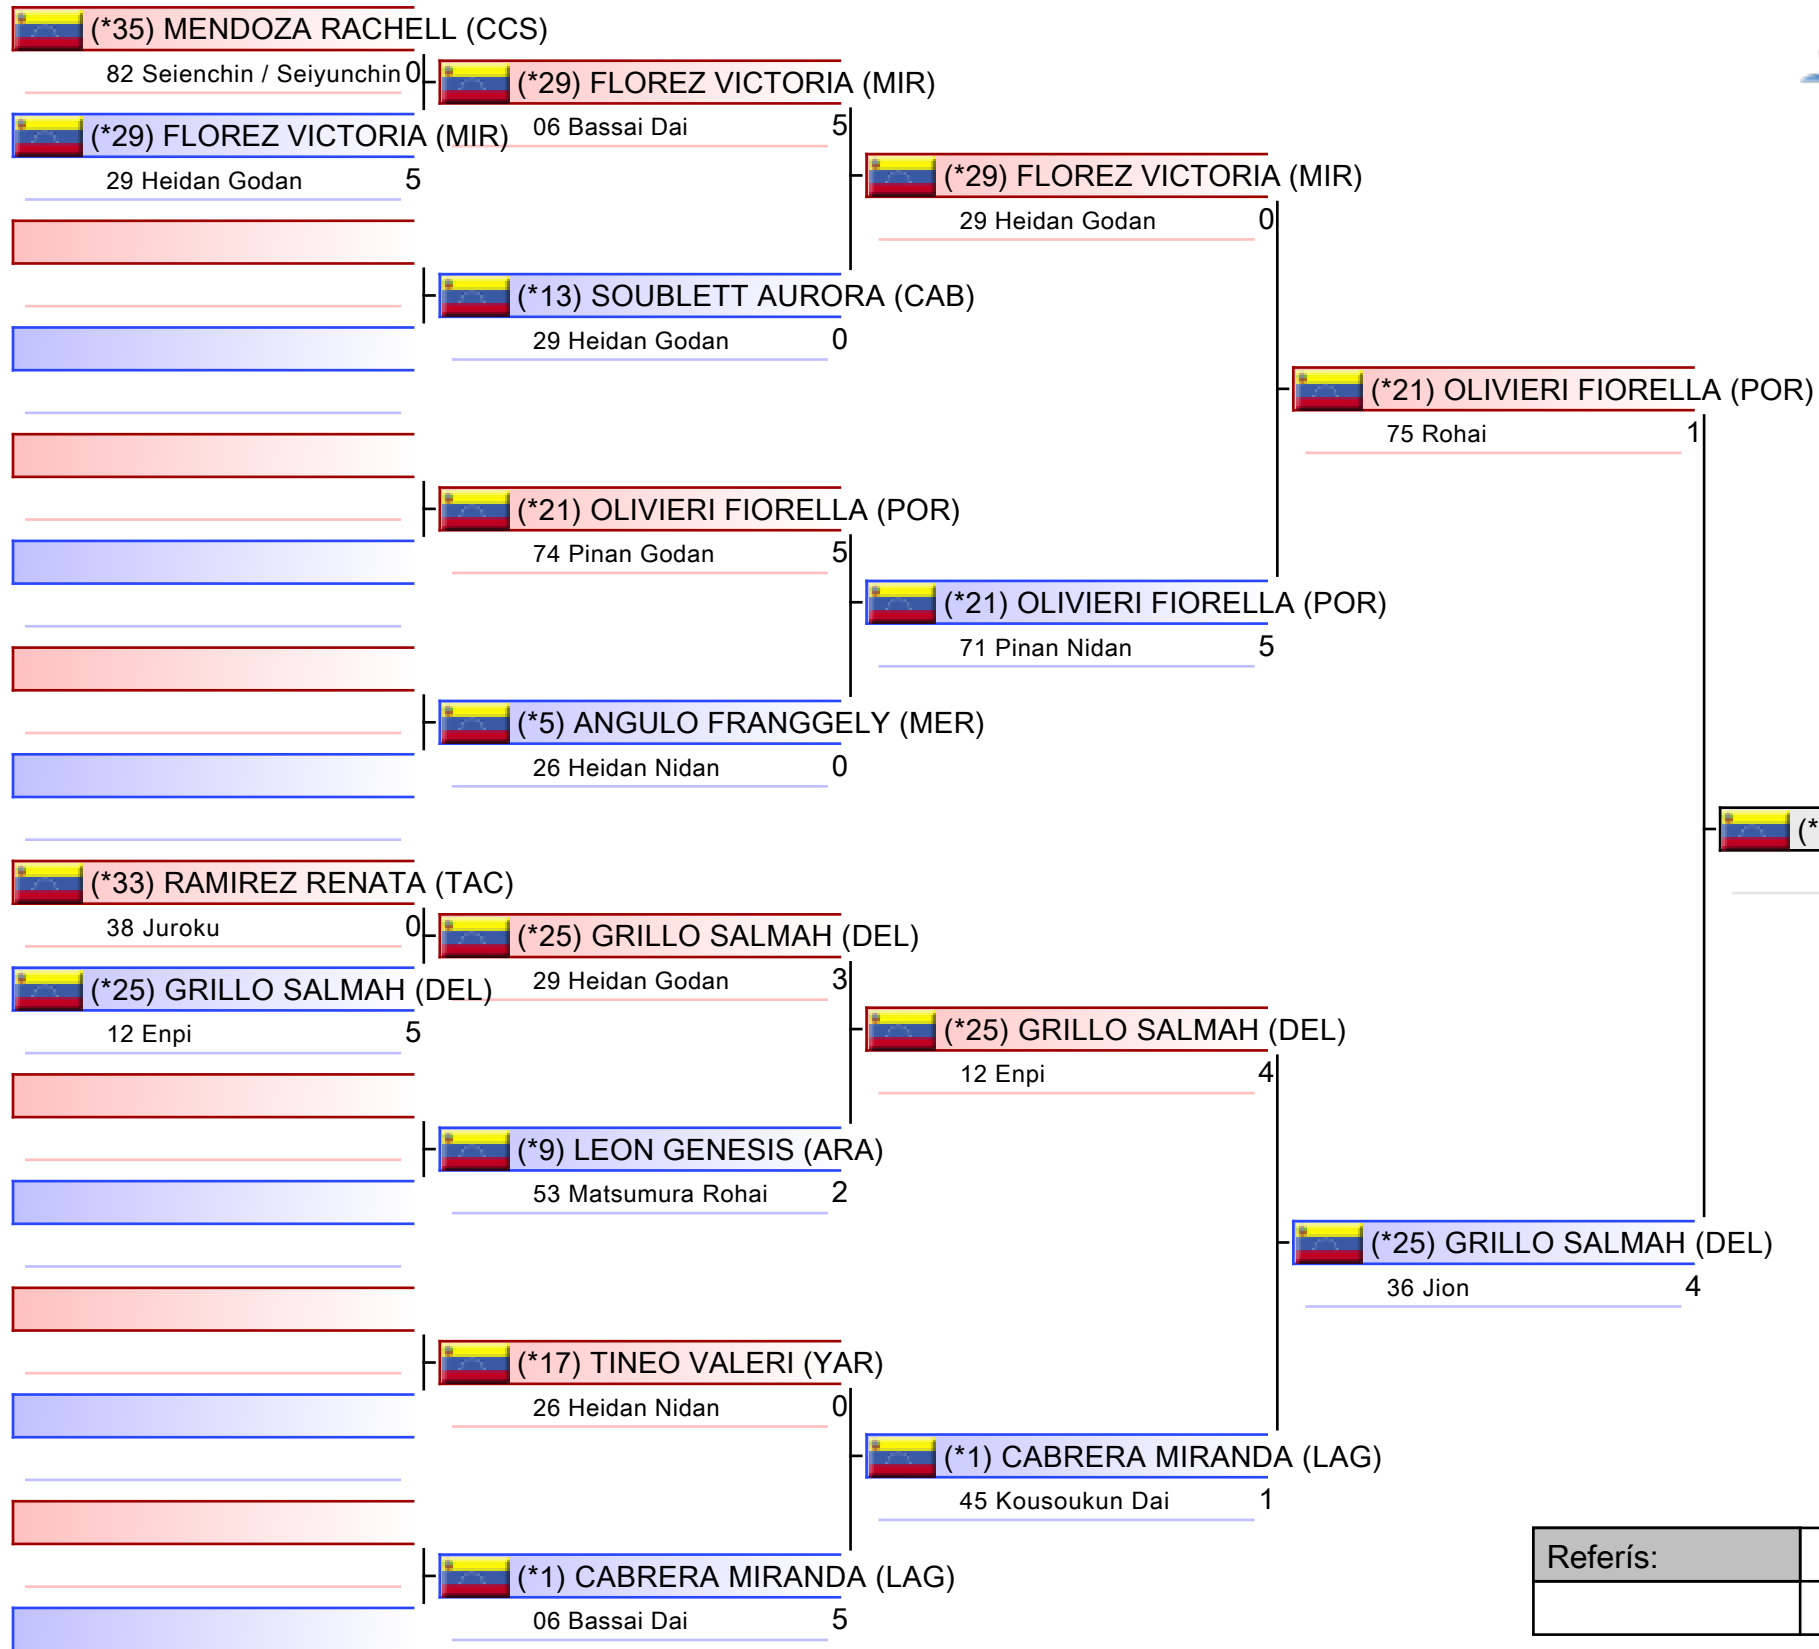 (*35) MENDOZA RACHELL (CCS)
82 Seienchin / Seiyunchin 0
(*29) FLOREZ VICTORIA (MIR)
29 Heidan Godan 5
(*33) RAMIREZ RENATA (TAC)
38 Juroku 0
(*25) GRILLO SALMAH (DEL)
12 Enpi 5
(*29) FLOREZ VICTORIA (MIR)
06 Bassai Dai 5
(*13) SOUBLETT AURORA (CAB)
29 Heidan Godan 0
(*21) OLIVIERI FIORELLA (POR)
74 Pinan Godan 5
(*5) ANGULO FRANGGELY (MER)
26 Heidan Nidan 0
(*25) GRILLO SALMAH (DEL)
29 Heidan Godan 3
(*9) LEON GENESIS (ARA)
53 Matsumura Rohai 2
(*17) TINEO VALERI (YAR)
26 Heidan Nidan 0
(*1) CABRERA MIRANDA (LAG)
06 Bassai Dai 5
(*29) FLOREZ VICTORIA (MIR)
29 Heidan Godan 0
(*21) OLIVIERI FIORELLA (POR)
71 Pinan Nidan 5
(*25) GRILLO SALMAH (DEL)
12 Enpi 4
(*1) CABRERA MIRANDA (LAG)
45 Kousoukun Dai 1
(*21) OLIVIERI FIORELLA (POR)
75 Rohai 1
(*25) GRILLO SALMAH (DEL)
36 Jion 4
(*
Referís: